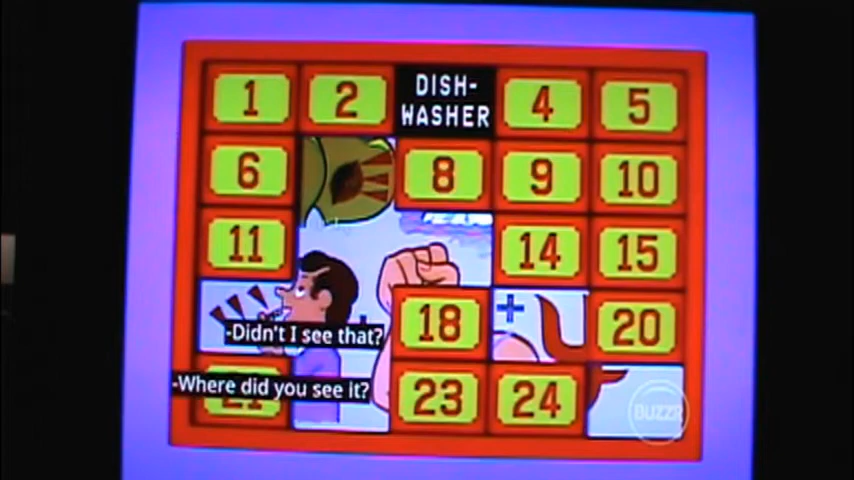 1 2 DISH- 4 5
WASHER
6 8 9 10
11 14 15
-Didn't I see that? 18 + 20
-Where did you see it? 23 24
BUZZR